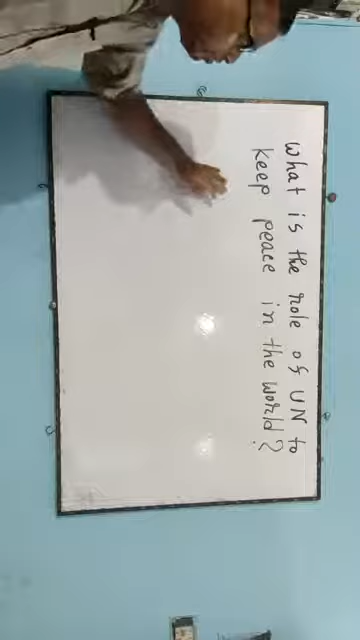 What is the role of UN to
keep peace in the world?